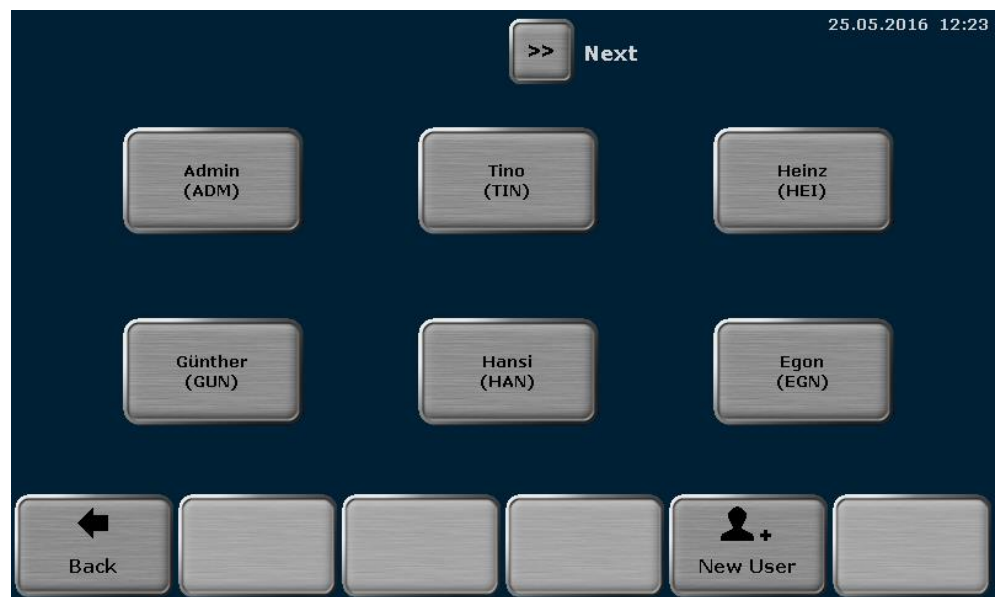 25.05.2016 12:23
>> Next
Admin
(ADM)
Tino
(TIN)
Heinz
(HEI)
Günther
(GUN)
Hansi
(HAN)
Egon
(EGN)
Back
New User